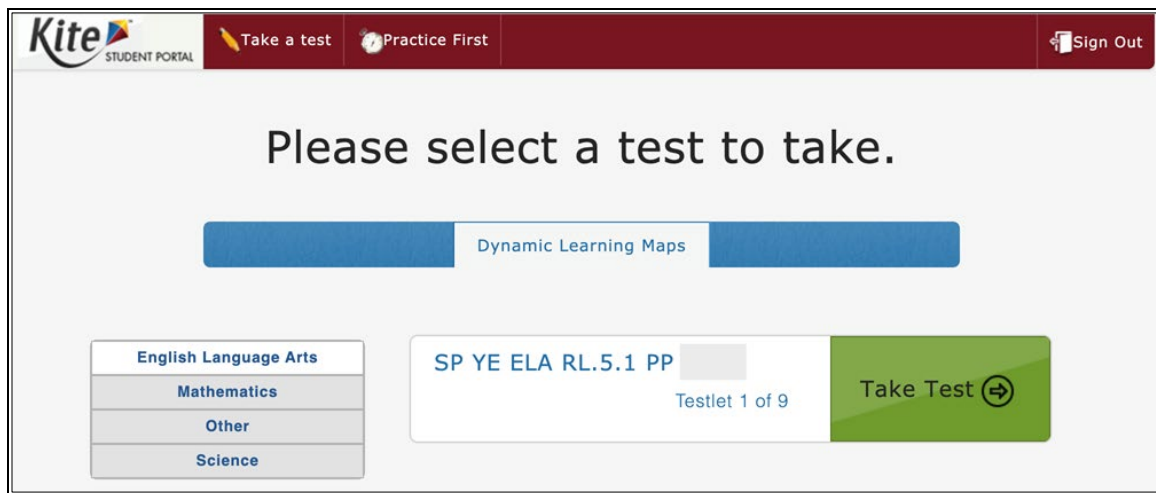 Kite STUDENT PORTAL Take a test Practice First Sign Out
Please select a test to take.
Dynamic Learning Maps
English Language Arts
Mathematics
Other
Science
SP YE ELA RL.5.1 PP
Testlet 1 of 9
Take Test